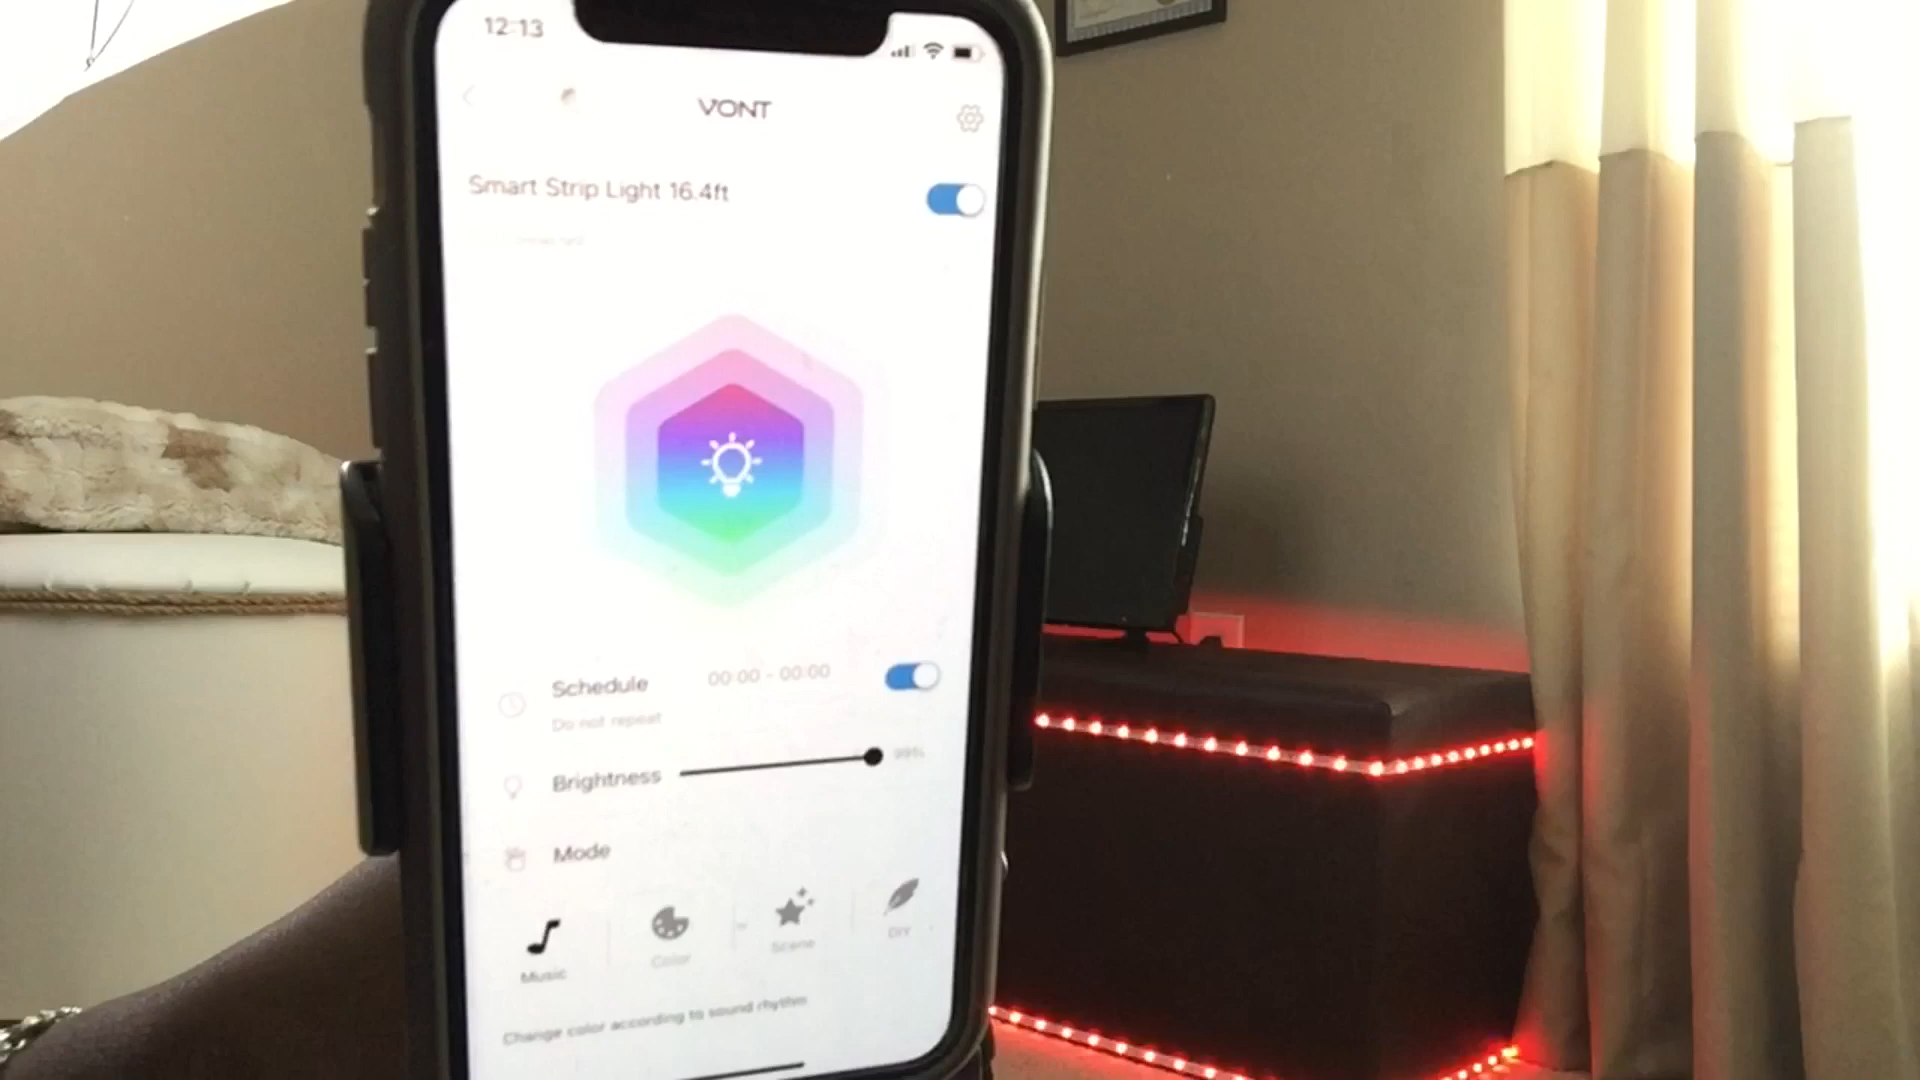 12:13
VONT
Smart Strip Light 16.4ft
Schedule 00:00 - 00:00
Do not repeat
Brightness 99%
Mode
Music Color Scene DIY
Change color according to sound rhythm